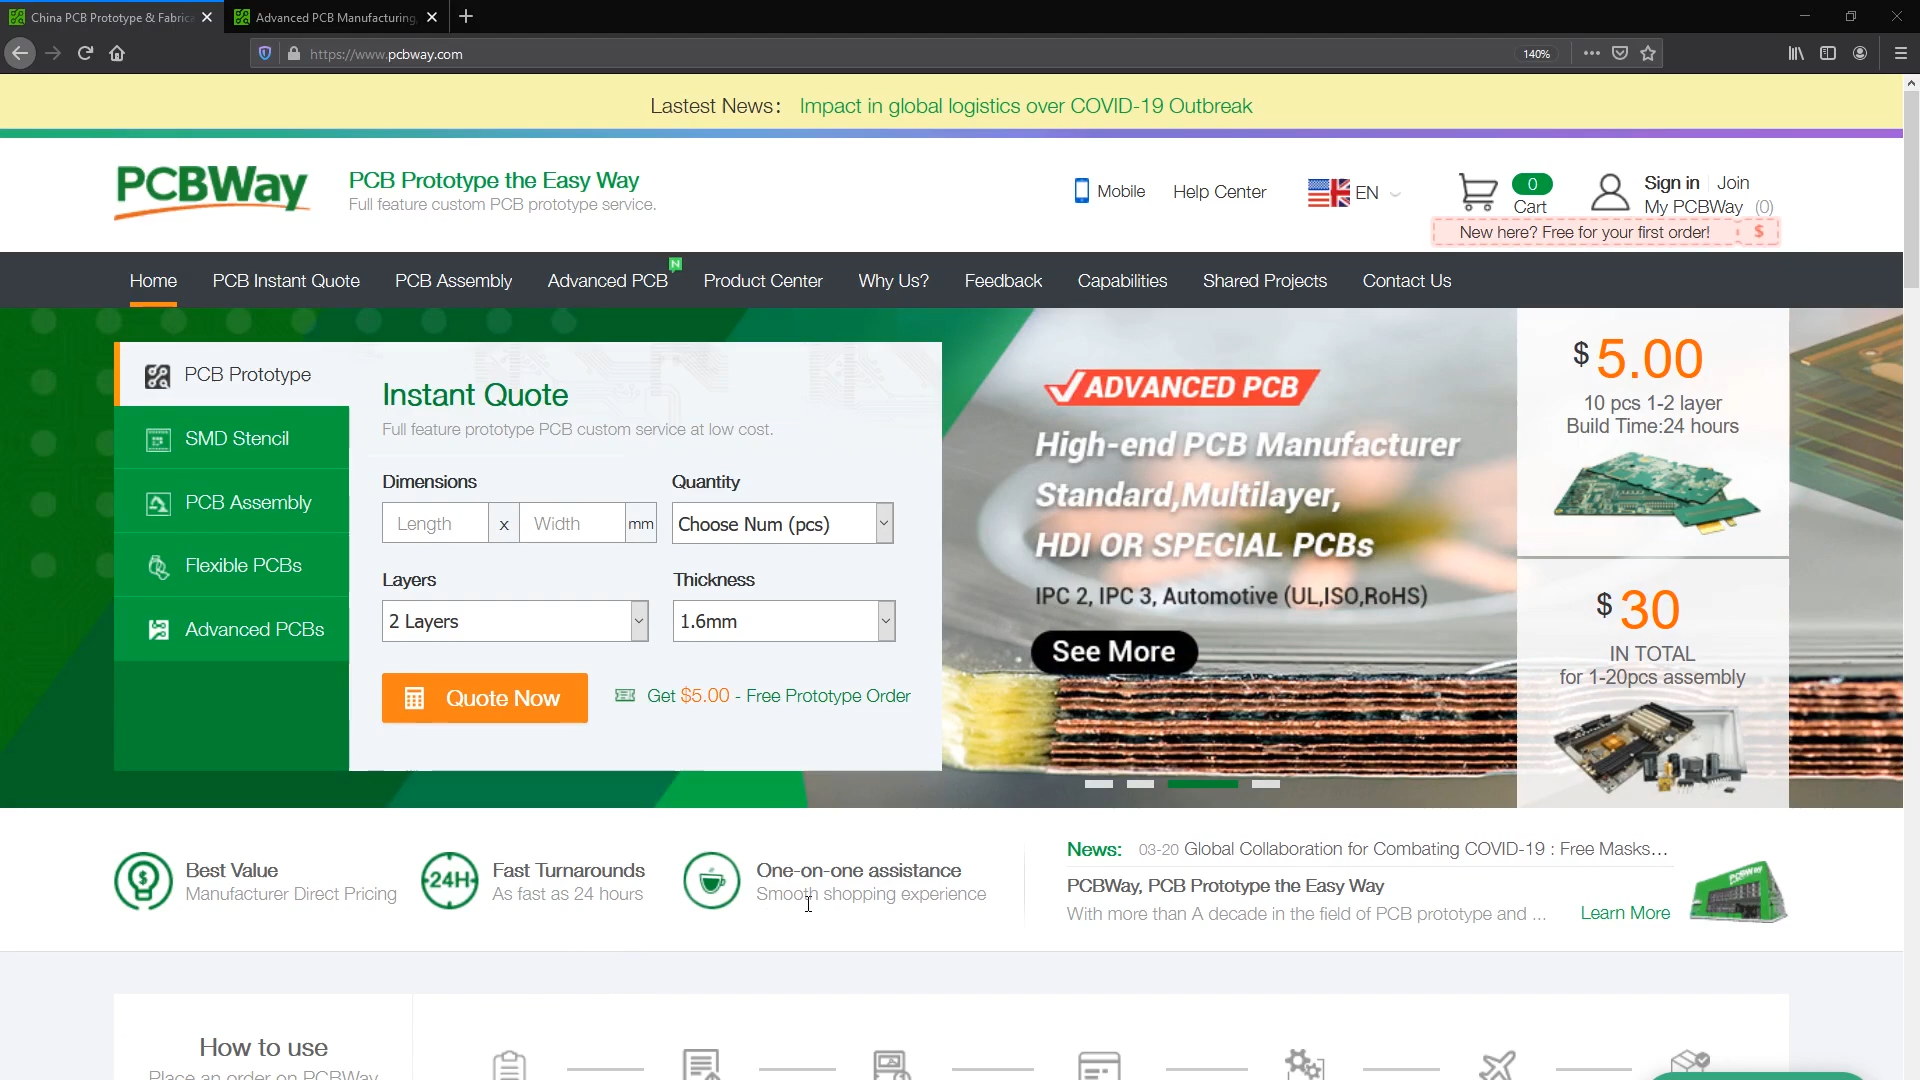 China PCB Prototype & Fabrica
Advanced PCB Manufacturing,
https://www.pcbway.com
140%
Lastest News: Impact in global logistics over COVID-19 Outbreak
PCBWay
PCB Prototype the Easy Way
Full feature custom PCB prototype service.
Mobile
Help Center
EN
0
Cart
Sign in
Join
My PCBWay (0)
New here? Free for your first order! $
Home
PCB Instant Quote
PCB Assembly
Advanced PCB
N
Product Center
Why Us?
Feedback
Capabilities
Shared Projects
Contact Us
PCB Prototype
SMD Stencil
PCB Assembly
Flexible PCBs
Advanced PCBs
Instant Quote
Full feature prototype PCB custom service at low cost.
Dimensions
Length x Width mm
Quantity
Choose Num (pcs)
Layers
2 Layers
Thickness
1.6mm
Quote Now
Get $5.00 - Free Prototype Order
ADVANCED PCB
High-end PCB Manufacturer
Standard,Multilayer,
HDI OR SPECIAL PCBs
IPC 2, IPC 3, Automotive (UL,ISO,RoHS)
See More
$ 5.00
10 pcs 1-2 layer
Build Time:24 hours
$ 30
IN TOTAL
for 1-20pcs assembly
Best Value
Manufacturer Direct Pricing
24H
Fast Turnarounds
As fast as 24 hours
One-on-one assistance
Smooth shopping experience
News: 03-20 Global Collaboration for Combating COVID-19 : Free Masks...
PCBWay, PCB Prototype the Easy Way
With more than A decade in the field of PCB prototype and ... Learn More
PCBWay
How to use
Place an order on PCBWay